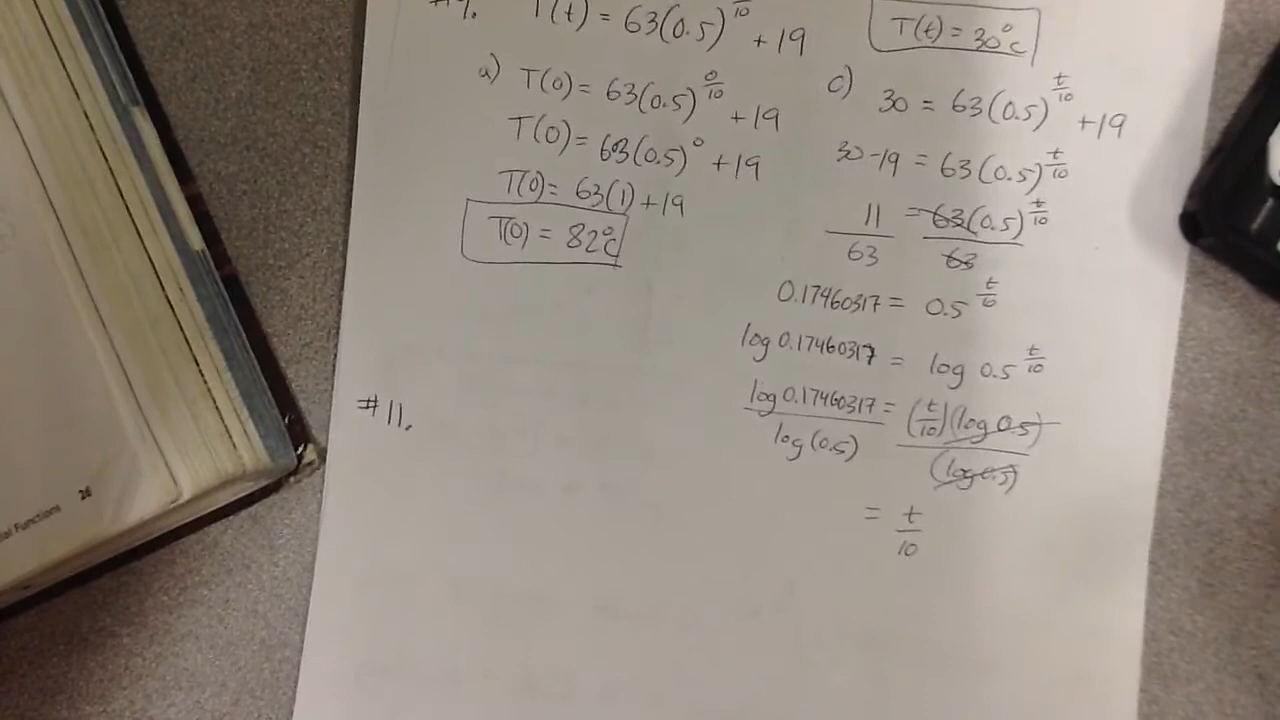 T(t) = 63(0.5)^(t/10) + 19
a) T(0) = 63(0.5)^(0/10) + 19
T(0) = 63(0.5)^0 + 19
T(0) = 63(1) + 19
T(0) = 82°C
#11.
T(t) = 30°C
c) 30 = 63(0.5)^(t/10) + 19
30 - 19 = 63(0.5)^(t/10)
11/63 = 63(0.5)^(t/10)/63
0.17460317 = 0.5^(t/10)
log 0.17460317 = log 0.5^(t/10)
log 0.17460317/log(0.5) = (t/10)(log 0.5)/(log 0.5)
= t/10
ial Functions 26